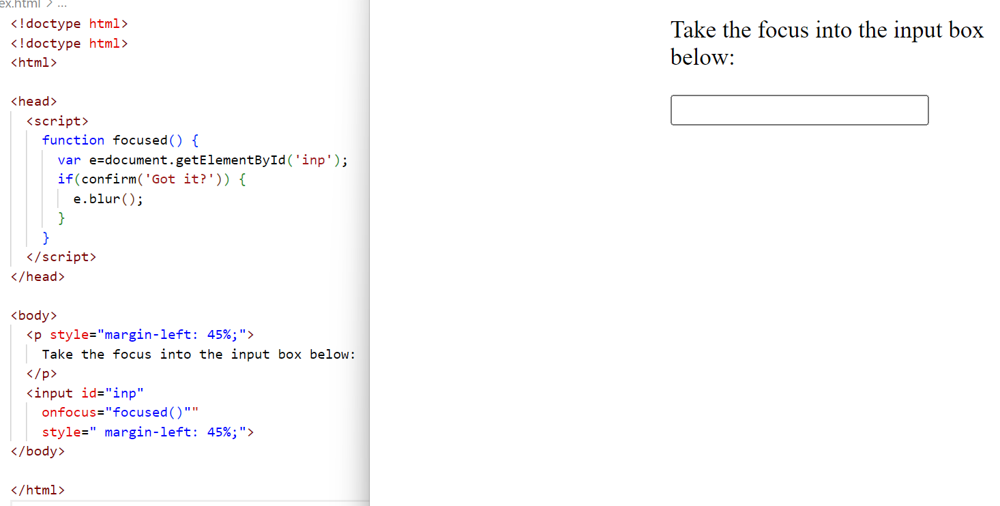 ex.html > ...
<!doctype html>
<!doctype html>
<html>
<head>
<script>
function focused() {
var e=document.getElementById('inp');
if(confirm('Got it?')) {
e.blur();
}
}
</script>
</head>
<body>
<p style="margin-left: 45%;">
Take the focus into the input box below:
</p>
<input id="inp"
onfocus="focused()""
style=" margin-left: 45%;">
</body>
</html>
Take the focus into the input box
below: